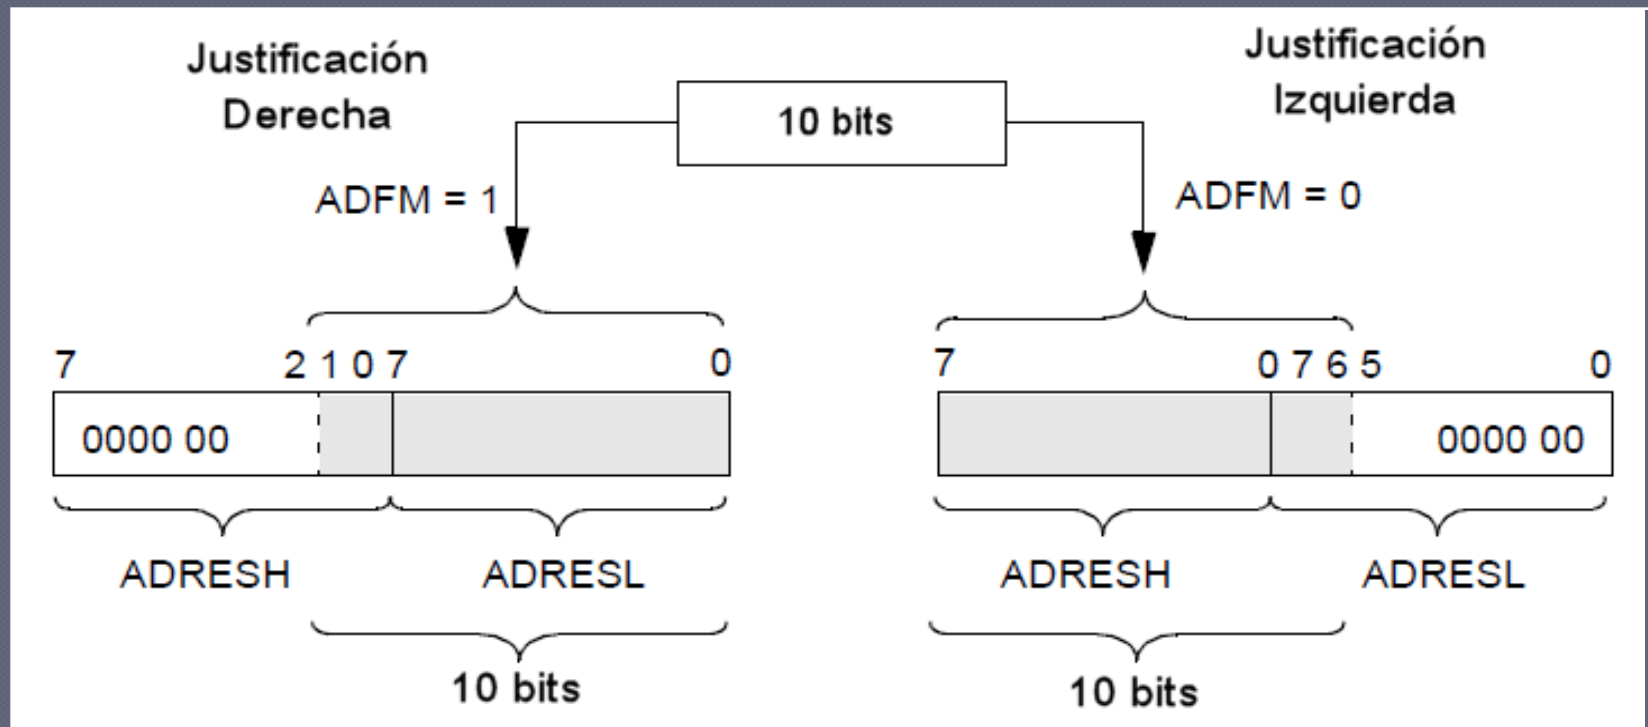 Justificación
Derecha
10 bits
Justificación
Izquierda
ADFM = 1
ADFM = 0
7 2 1 0 7 0
0000 00
ADRESH ADRESL
10 bits
7 0 7 6 5 0
0000 00
ADRESH ADRESL
10 bits